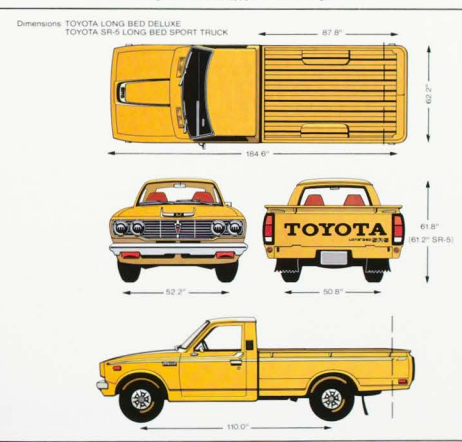 Dimensions TOYOTA LONG BED DELUXE
TOYOTA SR-5 LONG BED SPORT TRUCK
87.8"
62.2"
184.6"
TOYOTA
61.8"
(61.2" SR-5)
52.2"
50.8"
110.0"